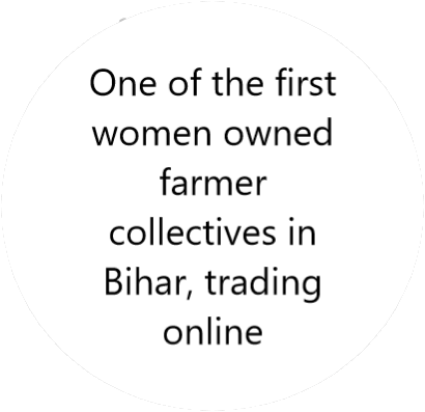 One of the first
women owned
farmer
collectives in
Bihar, trading
online